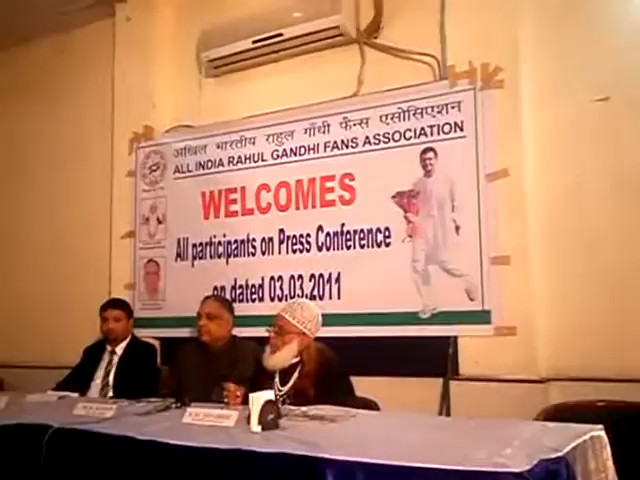 अखिल भारतीय राहुल गाँधी फैन्स एसोसिएशन
ALL INDIA RAHUL GANDHI FANS ASSOCIATION
WELCOMES
All participants on Press Conference
on dated 03.03.2011